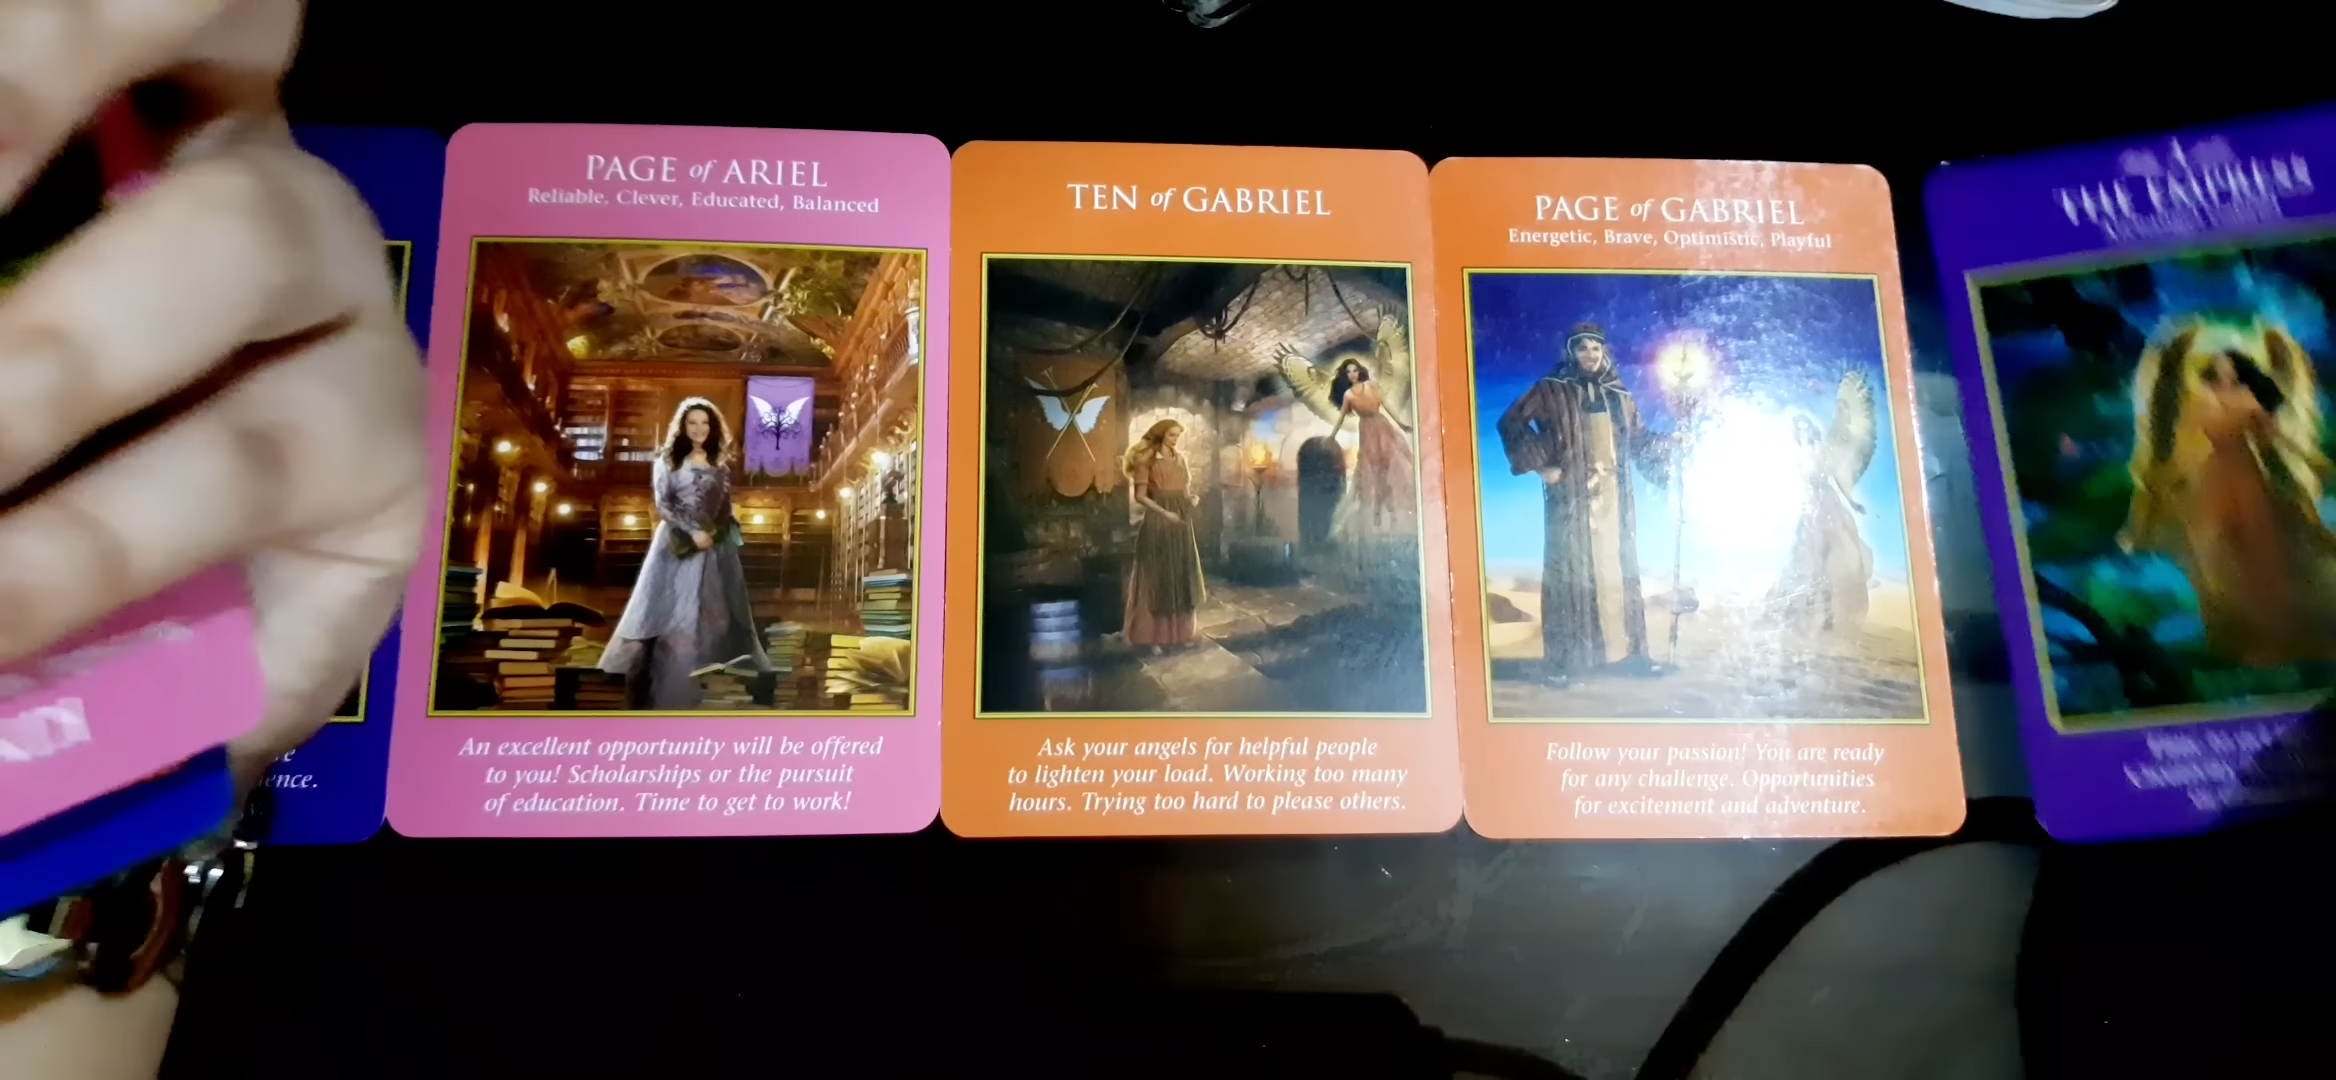 ence.
PAGE of ARIEL
Reliable, Clever, Educated, Balanced
An excellent opportunity will be offered
to you! Scholarships or the pursuit
of education. Time to get to work!
TEN of GABRIEL
Ask your angels for helpful people
to lighten your load. Working too many
hours. Trying too hard to please others.
PAGE of GABRIEL
Energetic, Brave, Optimistic, Playful
Follow your passion! You are ready
for any challenge. Opportunities
for excitement and adventure.
THE EMPRESS